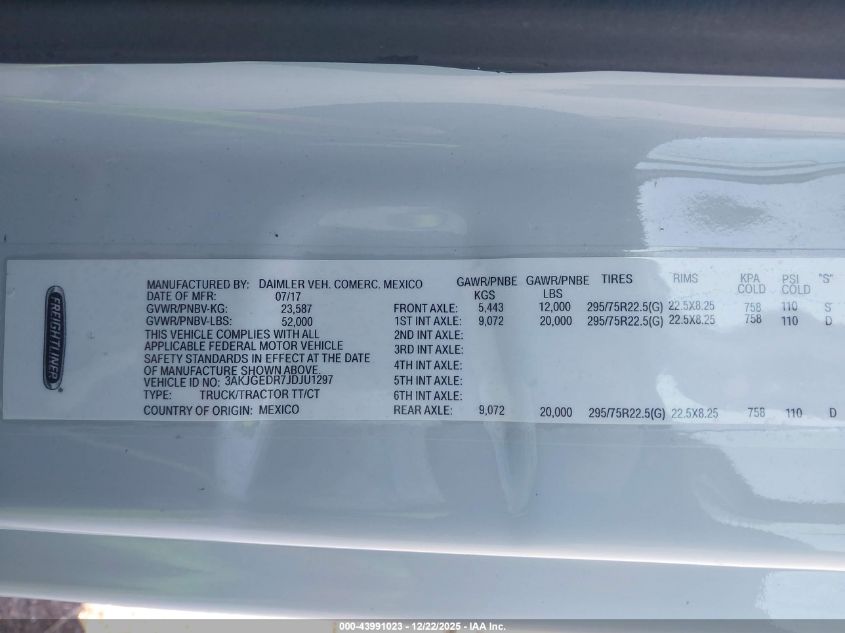 FREIGHTLINER
MANUFACTURED BY: DAIMLER VEH. COMERC. MEXICO
DATE OF MFR: 07/17
GVWR/PNBV-KG: 23,587
GVWR/PNBV-LBS: 52,000
THIS VEHICLE COMPLIES WITH ALL
APPLICABLE FEDERAL MOTOR VEHICLE
SAFETY STANDARDS IN EFFECT AT THE DATE
OF MANUFACTURE SHOWN ABOVE.
VEHICLE ID NO: 3AKJGEDR7JDJU1297
TYPE: TRUCK/TRACTOR TT/CT
COUNTRY OF ORIGIN: MEXICO
GAWR/PNBE KGS GAWR/PNBE LBS TIRES RIMS KPA COLD PSI COLD "S"
FRONT AXLE: 5,443 12,000 295/75R22.5(G) 22.5X8.25 758 110 S
1ST INT AXLE: 9,072 20,000 295/75R22.5(G) 22.5X8.25 758 110 D
2ND INT AXLE:
3RD INT AXLE:
4TH INT AXLE:
5TH INT AXLE:
6TH INT AXLE:
REAR AXLE: 9,072 20,000 295/75R22.5(G) 22.5X8.25 758 110 D
000-43991023 - 12/22/2025 - IAA Inc.